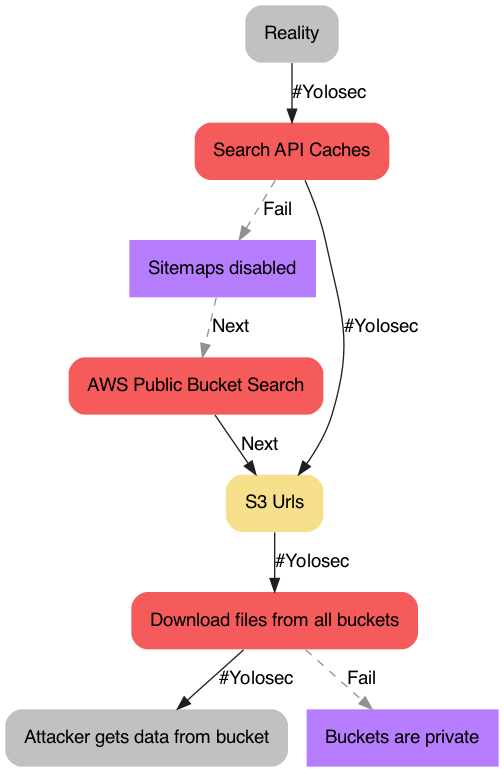 Reality
#Yolosec
Search API Caches
Fail
Sitemaps disabled
#Yolosec
Next
AWS Public Bucket Search
Next
S3 Urls
#Yolosec
Download files from all buckets
#Yolosec
Fail
Attacker gets data from bucket
Buckets are private